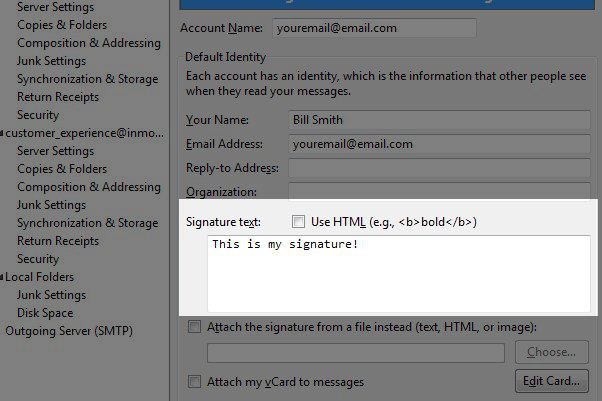 Server Settings
Copies & Folders
Composition & Addressing
Junk Settings
Synchronization & Storage
Return Receipts
Security
customer_experience@inmo...
Server Settings
Copies & Folders
Composition & Addressing
Junk Settings
Synchronization & Storage
Return Receipts
Security
Local Folders
Junk Settings
Disk Space
Outgoing Server (SMTP)
Account Name: youremail@email.com
Default Identity
Each account has an identity, which is the information that other people see
when they read your messages.
Your Name: Bill Smith
Email Address: youremail@email.com
Reply-to Address:
Organization:
Signature text: Use HTML (e.g., <b>bold</b>)
This is my signature!
Attach the signature from a file instead (text, HTML, or image):
Choose...
Attach my vCard to messages
Edit Card...